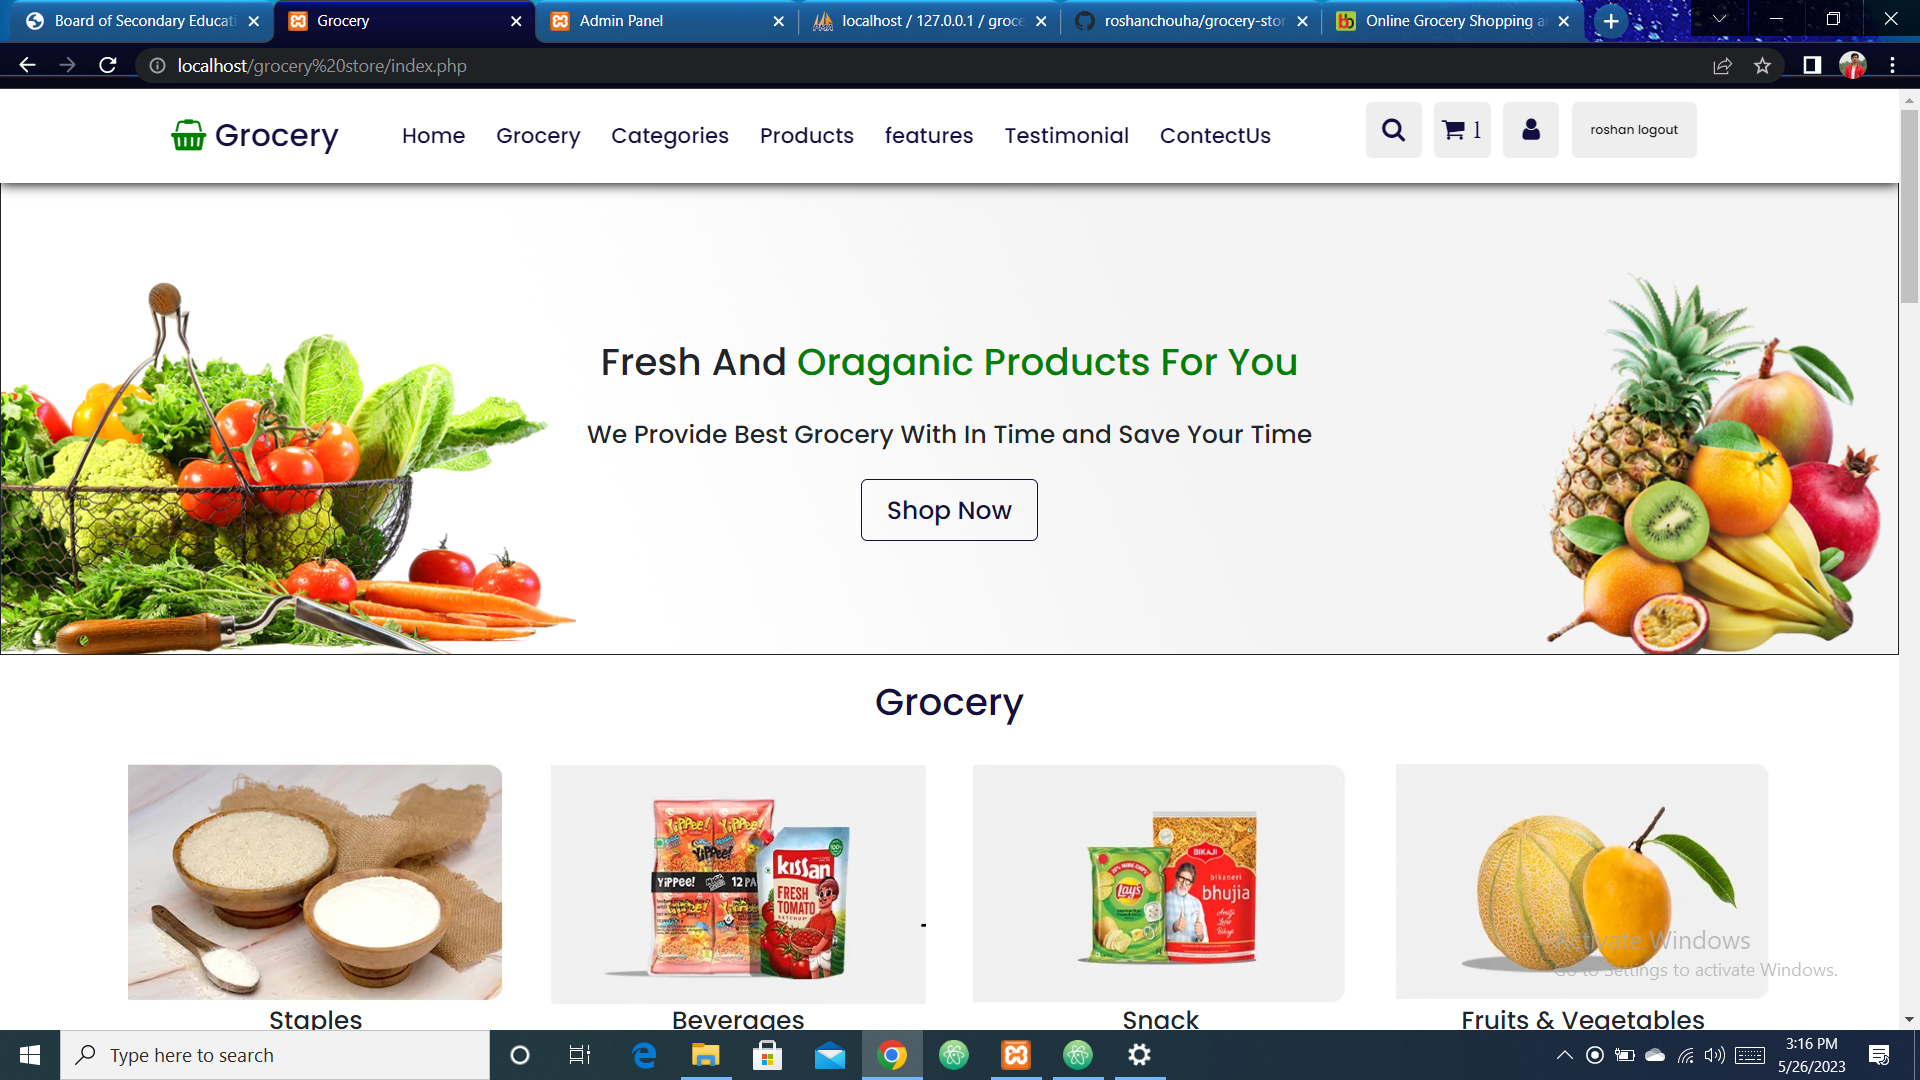 Board of Secondary Educati
Grocery
Admin Panel
localhost / 127.0.0.1 / groce
roshanchouha/grocery-stor
Online Grocery Shopping a
localhost/grocery%20store/index.php
Grocery
Home
Grocery
Categories
Products
features
Testimonial
ContectUs
1
roshan logout
Fresh And Oraganic Products For You
We Provide Best Grocery With In Time and Save Your Time
Shop Now
Grocery
YiPPee!
YiPPee!
YiPPee!
YiPPee!
12 PA
Kissan
FRESH
TOMATO
KETCHUP
Lay's
BIKAJI
bikaneri
bhujia
Staples
Beverages
Snack
Fruits & Vegetables
Activate Windows
Go to Settings to activate Windows.
Type here to search
3:16 PM
5/26/2023